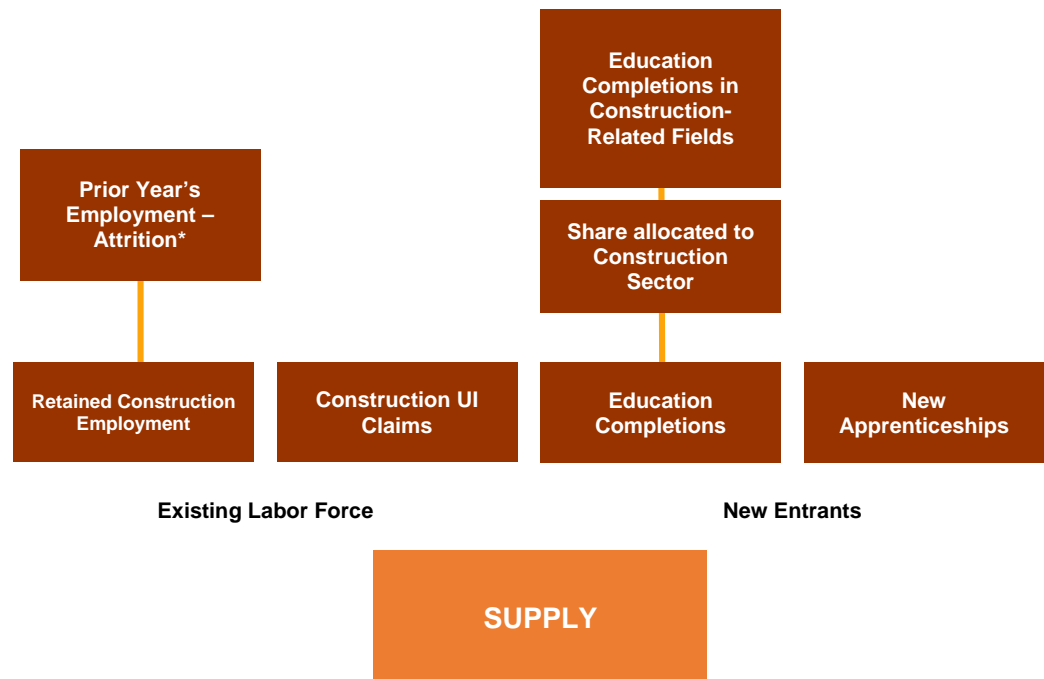 Education
Completions in
Construction-
Related Fields
Prior Year’s
Employment –
Attrition*
Share allocated to
Construction
Sector
Retained Construction
Employment
Construction UI
Claims
Education
Completions
New
Apprenticeships
Existing Labor Force
New Entrants
SUPPLY